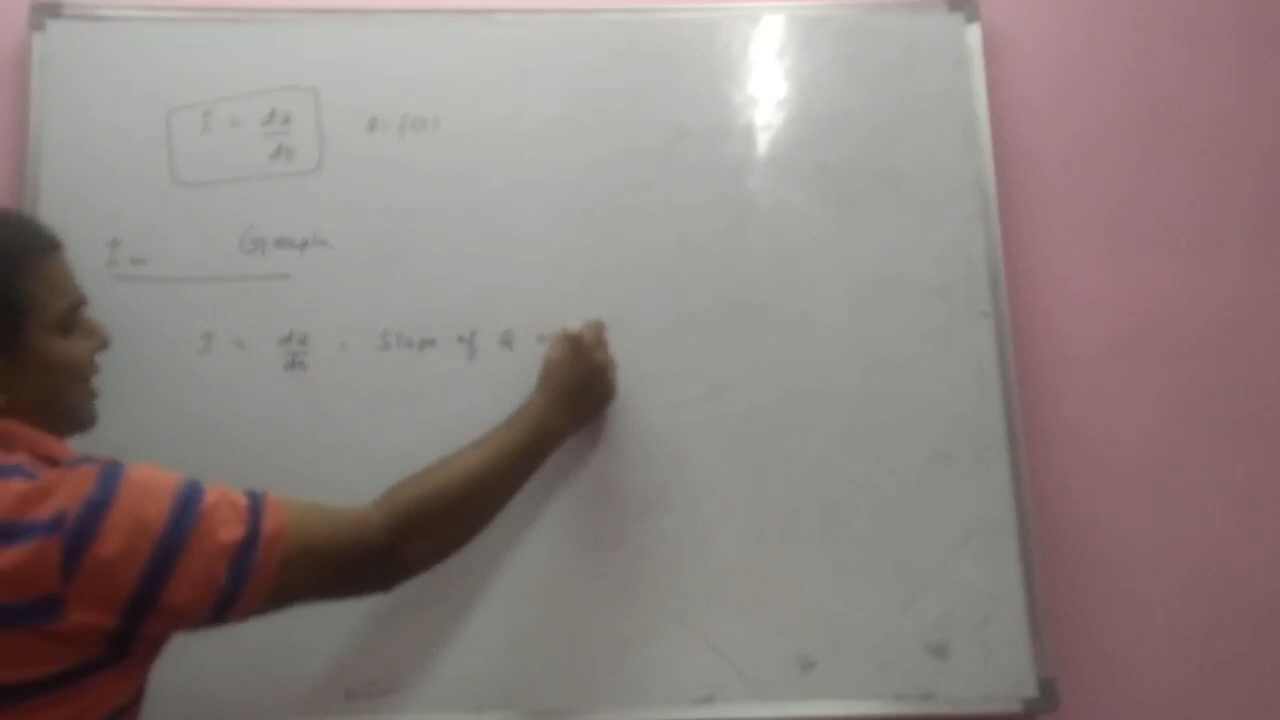 I = dQ/dt
In Graph
I = dQ/dt = Slope of Q